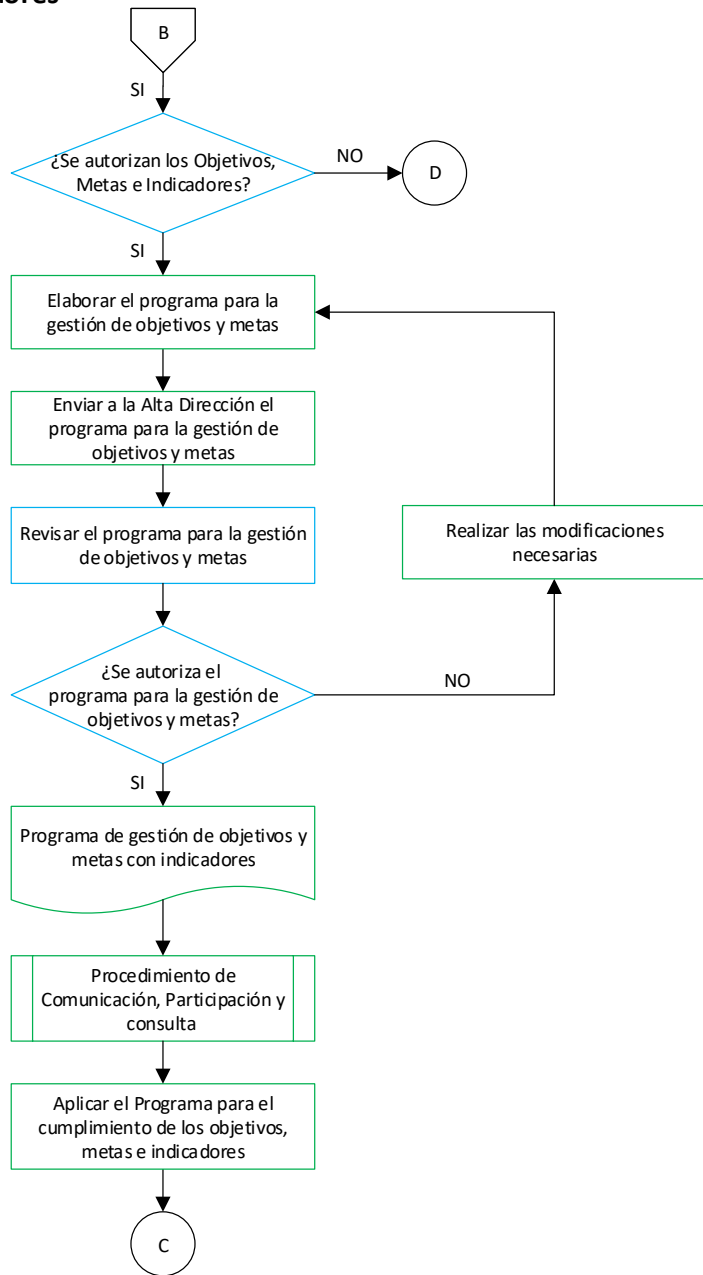 B
SI
¿Se autorizan los Objetivos,
Metas e Indicadores?
NO
D
SI
Elaborar el programa para la
gestión de objetivos y metas
Enviar a la Alta Dirección el
programa para la gestión de
objetivos y metas
Revisar el programa para la gestión
de objetivos y metas
Realizar las modificaciones
necesarias
¿Se autoriza el
programa para la gestión de
objetivos y metas?
NO
SI
Programa de gestión de objetivos y
metas con indicadores
Procedimiento de
Comunicación, Participación y
consulta
Aplicar el Programa para el
cumplimiento de los objetivos,
metas e indicadores
C